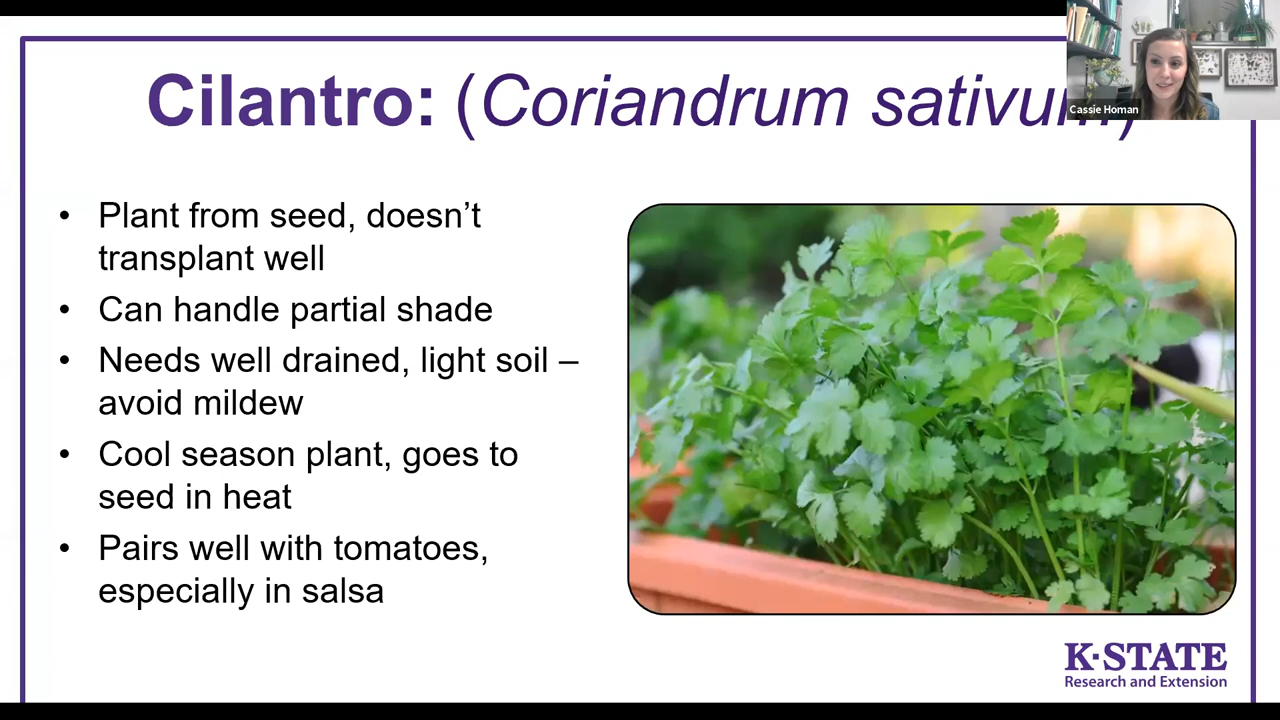 Cilantro: (Coriandrum sativum)
Cassie Homan
• Plant from seed, doesn’t
transplant well
• Can handle partial shade
• Needs well drained, light soil –
avoid mildew
• Cool season plant, goes to
seed in heat
• Pairs well with tomatoes,
especially in salsa
K·STATE
Research and Extension